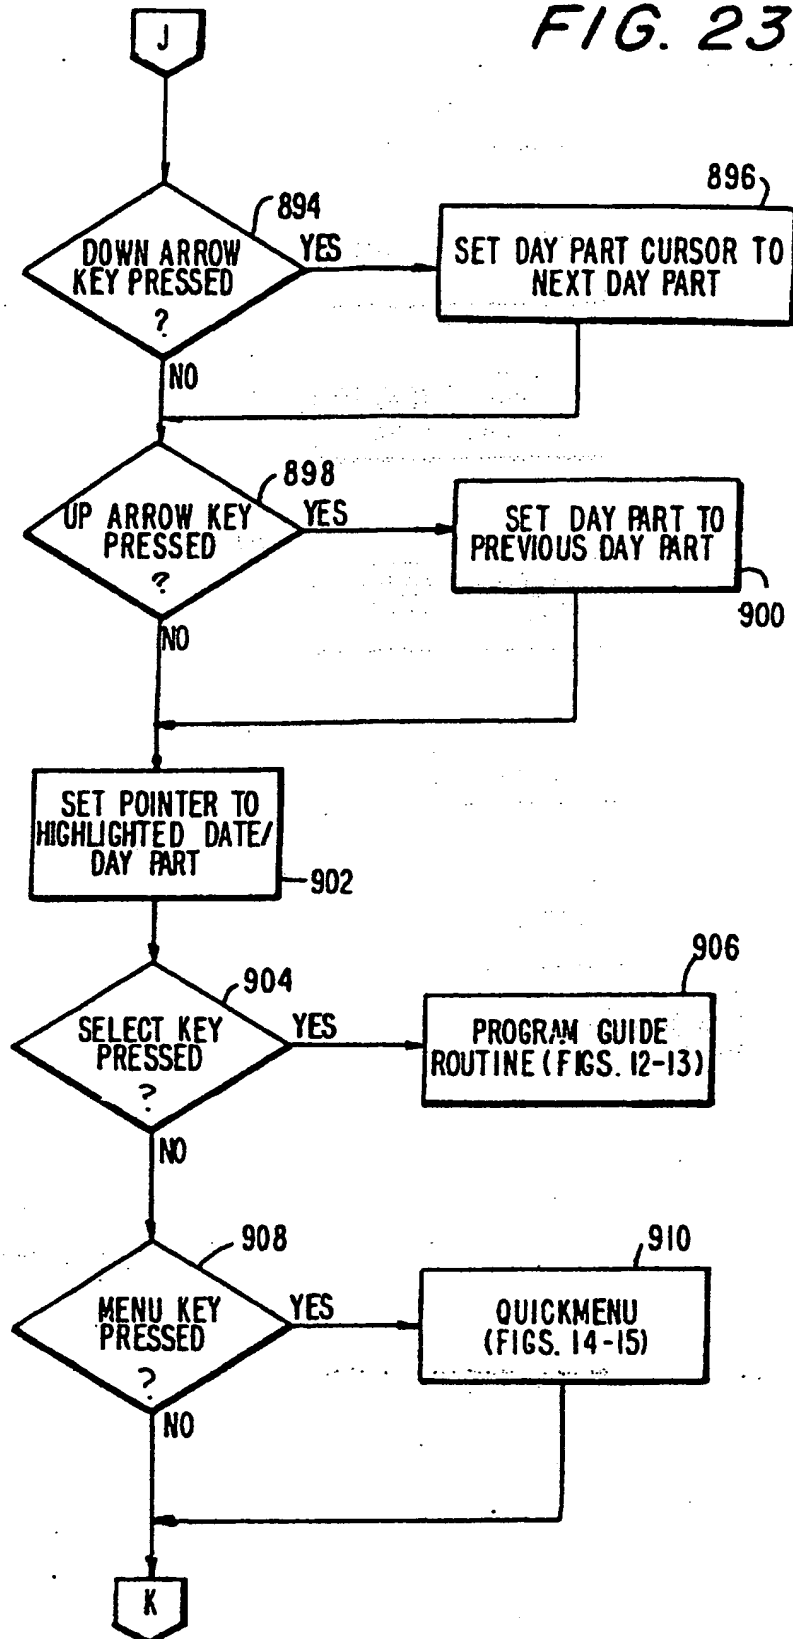 FIG. 23
J
894
DOWN ARROW
KEY PRESSED
?
YES
NO
896
SET DAY PART CURSOR TO
NEXT DAY PART
898
UP ARROW KEY
PRESSED
?
YES
NO
SET DAY PART TO
PREVIOUS DAY PART
900
SET POINTER TO
HIGHLIGHTED DATE/
DAY PART
902
904
SELECT KEY
PRESSED
?
YES
NO
906
PROGRAM GUIDE
ROUTINE (FIGS. 12-13)
908
MENU KEY
PRESSED
?
YES
NO
910
QUICKMENU
(FIGS. 14-15)
K